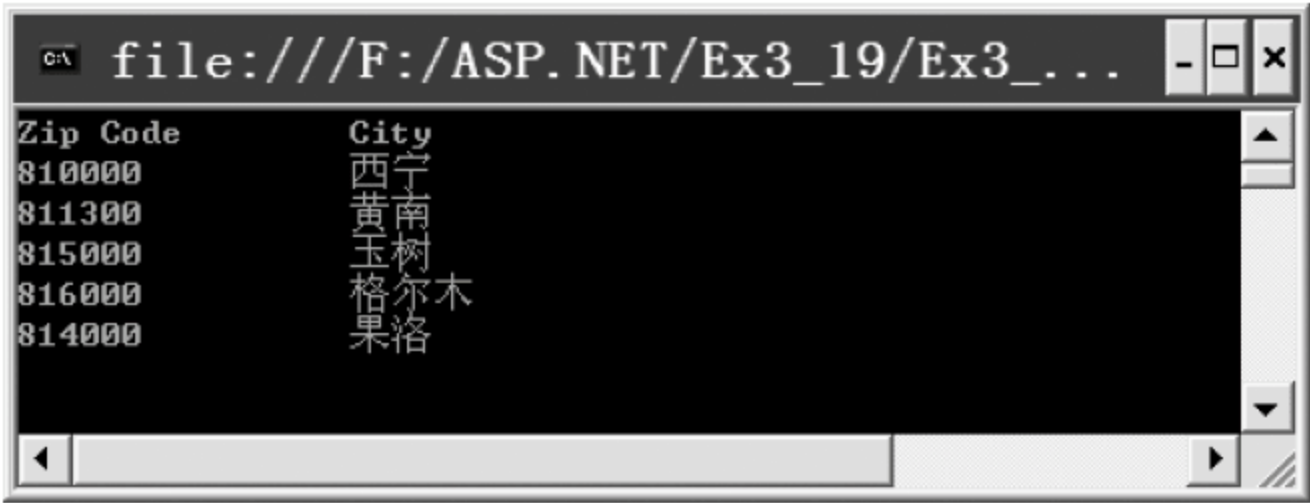 file:///F:/ASP.NET/Ex3_19/Ex3_...
Zip Code City
810000 西宁
811300 黄南
815000 玉树
816000 格尔木
814000 果洛